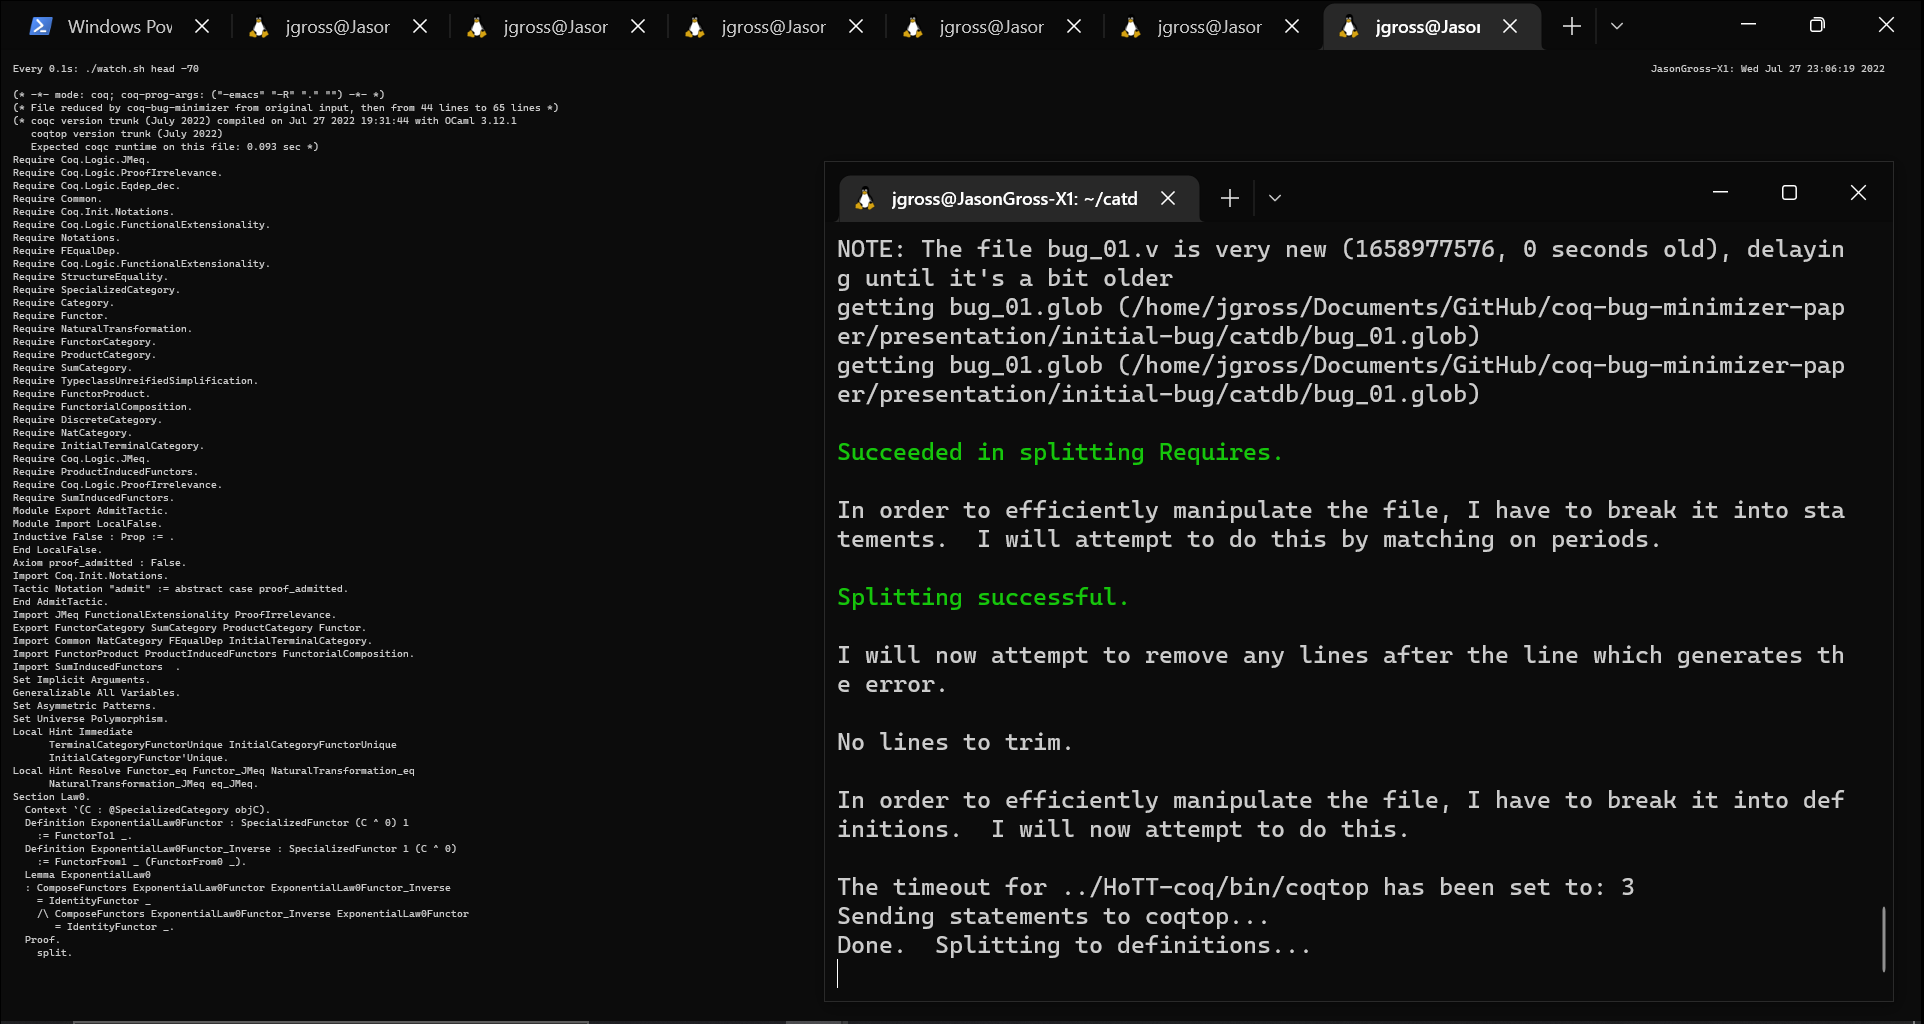 Windows Pov
jgross@Jasor
jgross@Jasor
jgross@Jasor
jgross@Jasor
jgross@Jasor
jgross@Jasor
Every 0.1s: ./watch.sh head -70
JasonGross-X1: Wed Jul 27 23:06:19 2022
(* -*- mode: coq; coq-prog-args: ("-emacs" "-R" "." "") -*- *)
(* File reduced by coq-bug-minimizer from original input, then from 44 lines to 65 lines *)
(* coqc version trunk (July 2022) compiled on Jul 27 2022 19:31:44 with OCaml 3.12.1
coqtop version trunk (July 2022)
Expected coqc runtime on this file: 0.093 sec *)
Require Coq.Logic.JMeq.
Require Coq.Logic.ProofIrrelevance.
Require Coq.Logic.Eqdep_dec.
Require Common.
Require Coq.Init.Notations.
Require Coq.Logic.FunctionalExtensionality.
Require Notations.
Require FEqualDep.
Require Coq.Logic.FunctionalExtensionality.
Require StructureEquality.
Require SpecializedCategory.
Require Category.
Require Functor.
Require NaturalTransformation.
Require FunctorCategory.
Require ProductCategory.
Require SumCategory.
Require TypeclassUnreifiedSimplification.
Require FunctorProduct.
Require FunctorialComposition.
Require DiscreteCategory.
Require NatCategory.
Require InitialTerminalCategory.
Require Coq.Logic.JMeq.
Require ProductInducedFunctors.
Require Coq.Logic.ProofIrrelevance.
Require SumInducedFunctors.
Module Export AdmitTactic.
Module Import LocalFalse.
Inductive False : Prop := .
End LocalFalse.
Axiom proof_admitted : False.
Import Coq.Init.Notations.
Tactic Notation "admit" := abstract case proof_admitted.
End AdmitTactic.
Import JMeq FunctionalExtensionality ProofIrrelevance.
Export FunctorCategory SumCategory ProductCategory Functor.
Import Common NatCategory FEqualDep InitialTerminalCategory.
Import FunctorProduct ProductInducedFunctors FunctorialComposition.
Import SumInducedFunctors  .
Set Implicit Arguments.
Generalizable All Variables.
Set Asymmetric Patterns.
Set Universe Polymorphism.
Local Hint Immediate
TerminalCategoryFunctorUnique InitialCategoryFunctorUnique
InitialCategoryFunctor'Unique.
Local Hint Resolve Functor_eq Functor_JMeq NaturalTransformation_eq
NaturalTransformation_JMeq eq_JMeq.
Section Law0.
Context `(C : @SpecializedCategory objC).
Definition ExponentialLaw0Functor : SpecializedFunctor (C ^ 0) 1
:= FunctorTo1 _.
Definition ExponentialLaw0Functor_Inverse : SpecializedFunctor 1 (C ^ 0)
:= FunctorFrom1 _ (FunctorFrom0 _).
Lemma ExponentialLaw0
: ComposeFunctors ExponentialLaw0Functor ExponentialLaw0Functor_Inverse
= IdentityFunctor _
/\ ComposeFunctors ExponentialLaw0Functor_Inverse ExponentialLaw0Functor
= IdentityFunctor _.
Proof.
split.
jgross@JasonGross-X1: ~/catd
NOTE: The file bug_01.v is very new (1658977576, 0 seconds old), delayin
g until it's a bit older
getting bug_01.glob (/home/jgross/Documents/GitHub/coq-bug-minimizer-pap
er/presentation/initial-bug/catdb/bug_01.glob)
getting bug_01.glob (/home/jgross/Documents/GitHub/coq-bug-minimizer-pap
er/presentation/initial-bug/catdb/bug_01.glob)
Succeeded in splitting Requires.
In order to efficiently manipulate the file, I have to break it into sta
tements.  I will attempt to do this by matching on periods.
Splitting successful.
I will now attempt to remove any lines after the line which generates th
e error.
No lines to trim.
In order to efficiently manipulate the file, I have to break it into def
initions.  I will now attempt to do this.
The timeout for ../HoTT-coq/bin/coqtop has been set to: 3
Sending statements to coqtop...
Done.  Splitting to definitions...